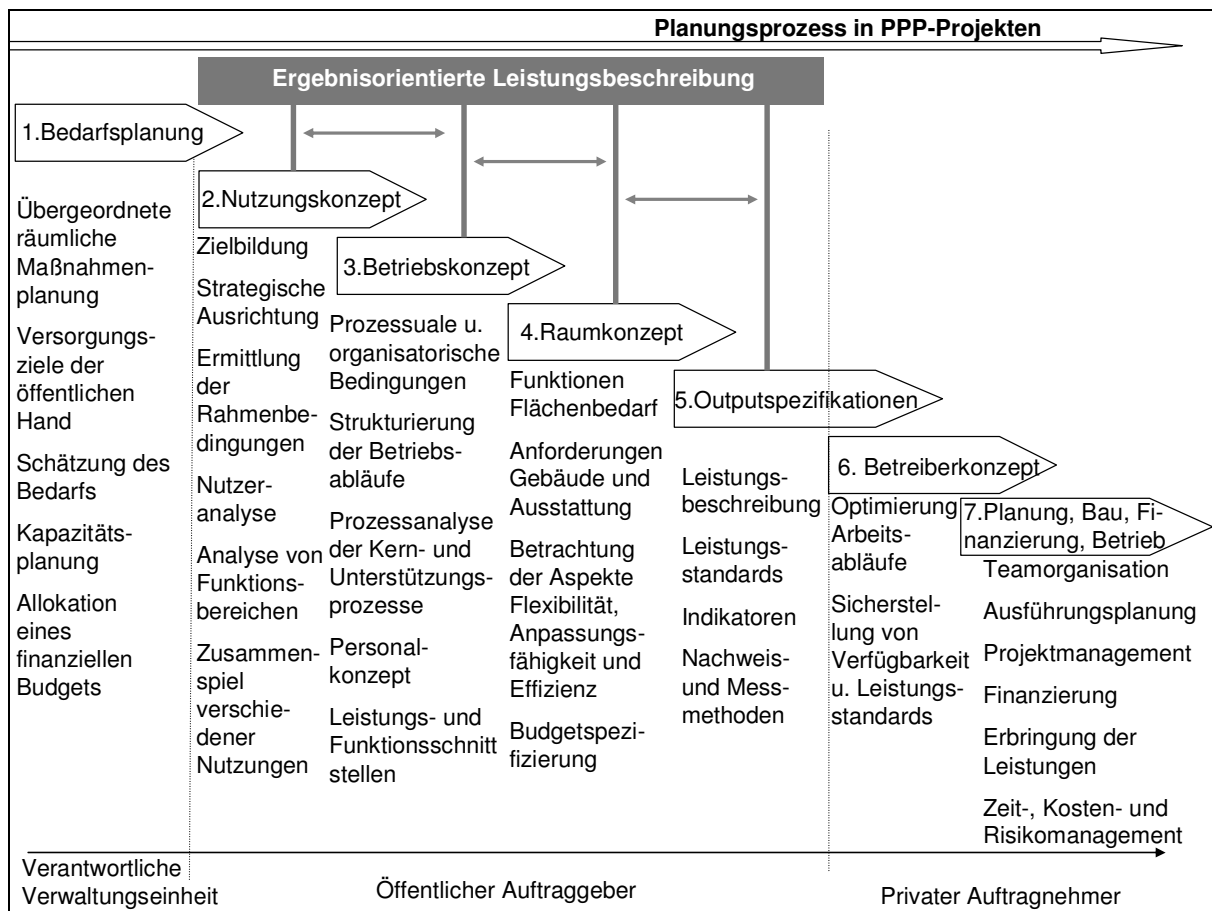 Planungsprozess in PPP-Projekten
Ergebnisorientierte Leistungsbeschreibung
1.Bedarfsplanung
Übergeordnete
räumliche
Maßnahmen-
planung
Versorgungs-
ziele der
öffentlichen
Hand
Schätzung des
Bedarfs
Kapazitäts-
planung
Allokation
eines
finanziellen
Budgets
2.Nutzungskonzept
Zielbildung
Strategische
Ausrichtung
Ermittlung
der
Rahmenbe-
dingungen
Nutzer-
analyse
Analyse von
Funktions-
bereichen
Zusammen-
spiel
verschie-
dener
Nutzungen
3.Betriebskonzept
Prozessuale u.
organisatorische
Bedingungen
Strukturierung
der Betriebs-
abläufe
Prozessanalyse
der Kern- und
Unterstützungs-
prozesse
Personal-
konzept
Leistungs- und
Funktionsschnitt
stellen
4.Raumkonzept
Funktionen
Flächenbedarf
Anforderungen
Gebäude und
Ausstattung
Betrachtung
der Aspekte
Flexibilität,
Anpassungs-
fähigkeit und
Effizienz
Budgetspezi-
fizierung
5.Outputspezifikationen
Leistungs-
beschreibung
Leistungs-
standards
Indikatoren
Nachweis-
und Mess-
methoden
6. Betreiberkonzept
Optimierung
Arbeits-
abläufe
Sicherstel-
lung von
Verfügbarkeit
u. Leistungs-
standards
7.Planung, Bau, Fi-
nanzierung, Betrieb
Teamorganisation
Ausführungsplanung
Projektmanagement
Finanzierung
Erbringung der
Leistungen
Zeit-, Kosten- und
Risikomanagement
Verantwortliche
Verwaltungseinheit
Öffentlicher Auftraggeber
Privater Auftragnehmer